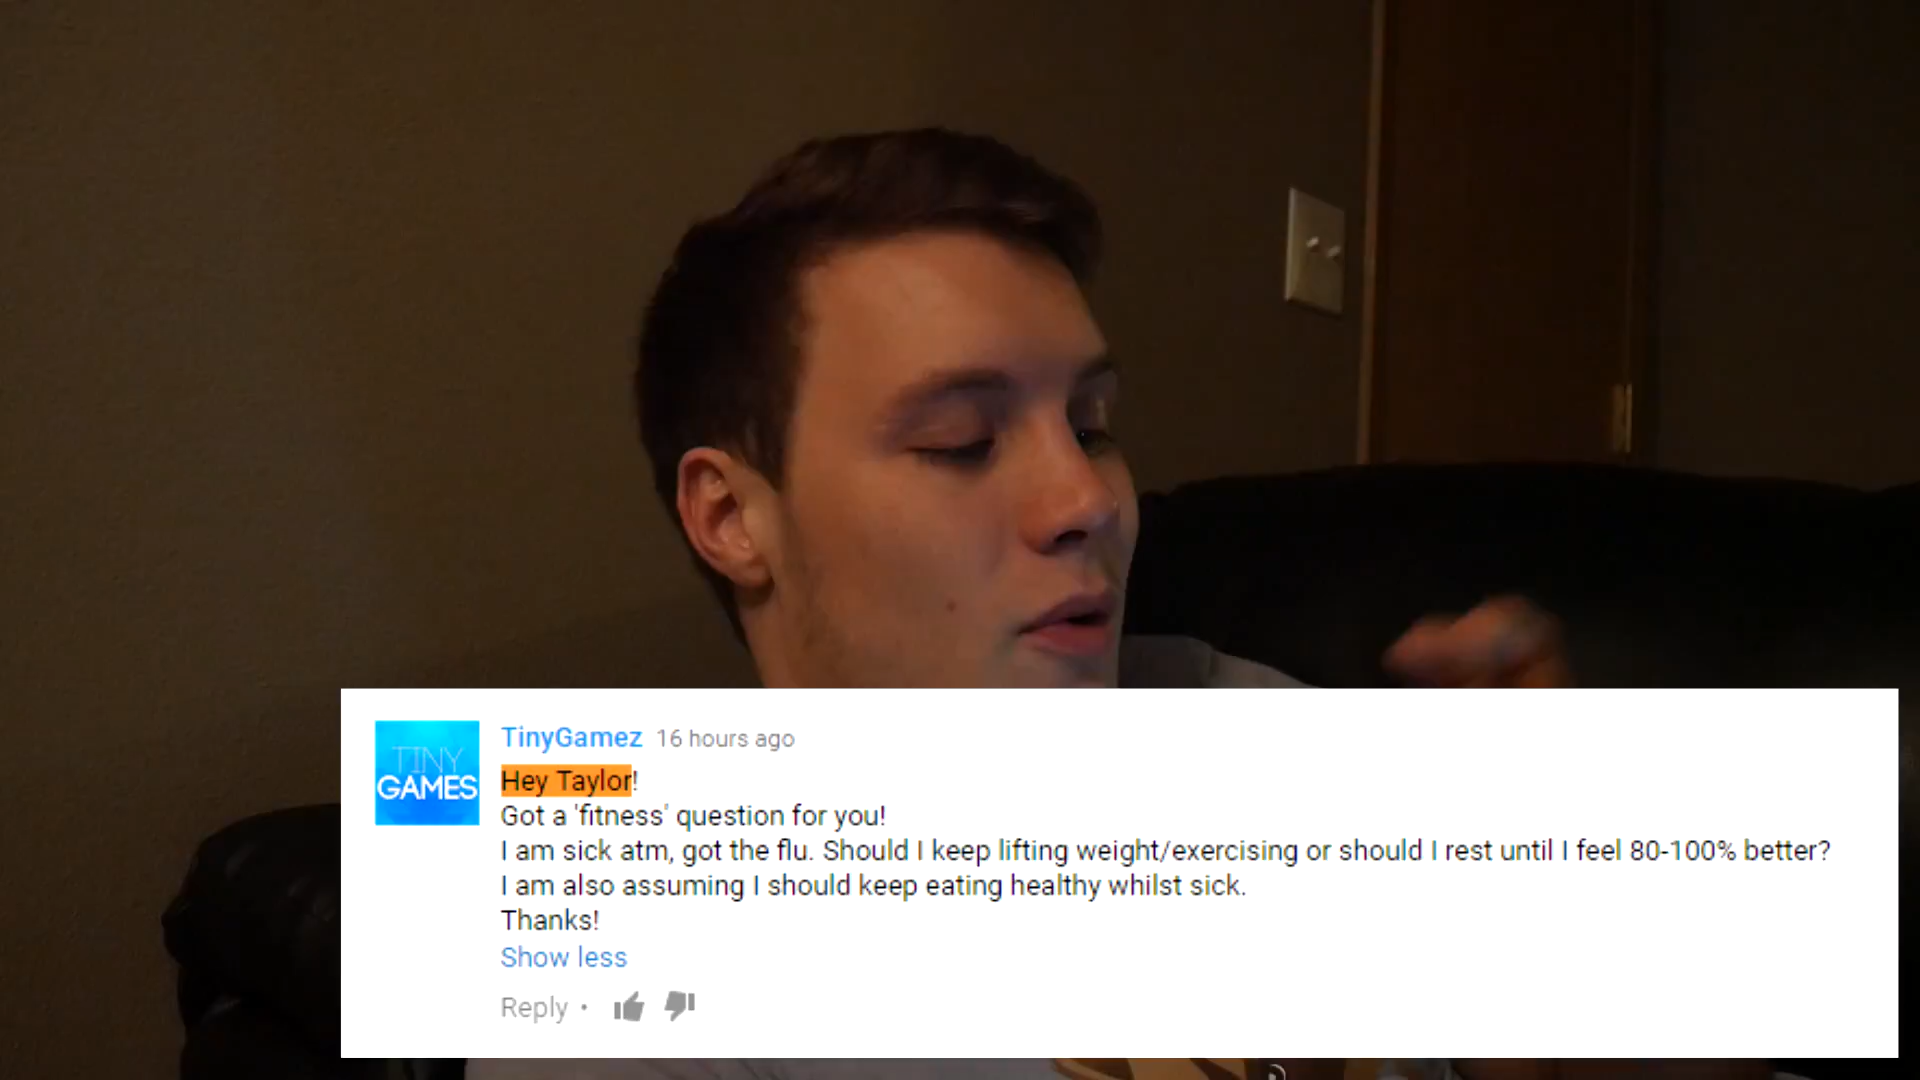 TINY
GAMES
TinyGamez 16 hours ago
Hey Taylor!
Got a 'fitness' question for you!
I am sick atm, got the flu. Should I keep lifting weight/exercising or should I rest until I feel 80-100% better?
I am also assuming I should keep eating healthy whilst sick.
Thanks!
Show less
Reply •